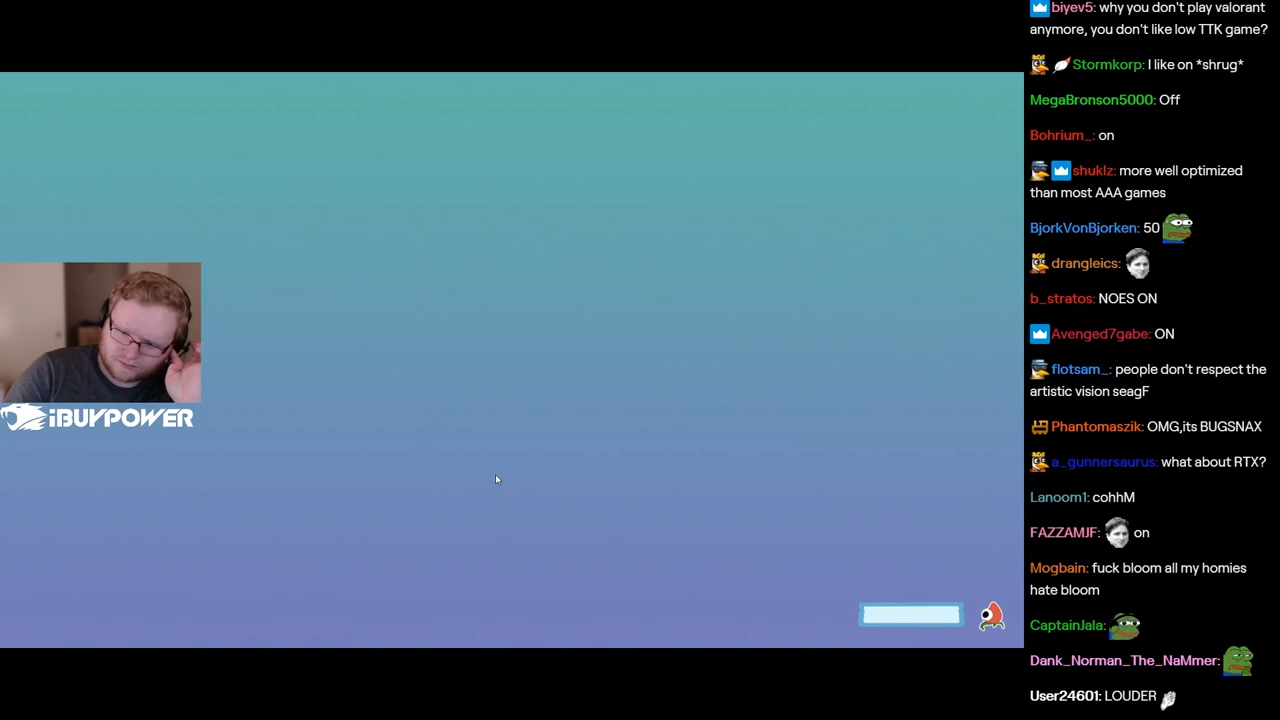 biyev5: why you don't play valorant
anymore, you don't like low TTK game?
Stormkorp: I like on *shrug*
MegaBronson5000: Off
Bohrium_: on
shuklz: more well optimized
than most AAA games
BjorkVonBjorken: 50
drangleics:
b_stratos: NOES ON
Avenged7gabe: ON
flotsam_: people don't respect the
artistic vision seagF
Phantomaszik: OMG,its BUGSNAX
a_gunnersaurus: what about RTX?
Lanoom1: cohhM
FAZZAMJF: on
Mogbain: fuck bloom all my homies
hate bloom
CaptainJala:
Dank_Norman_The_NaMmer:
User24601: LOUDER
iBUYPOWER